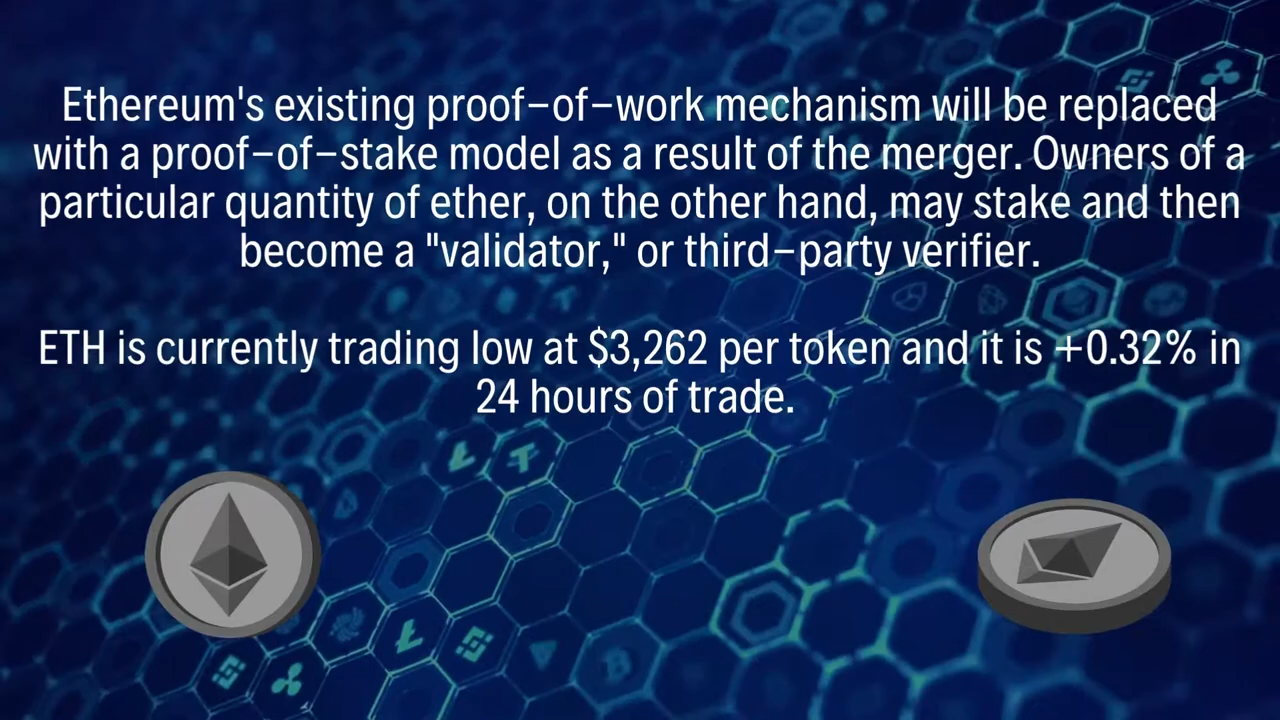 Ethereum's existing proof–of–work mechanism will be replaced
with a proof–of–stake model as a result of the merger. Owners of a
particular quantity of ether, on the other hand, may stake and then
become a "validator," or third–party verifier.
ETH is currently trading low at $3,262 per token and it is +0.32% in
24 hours of trade.